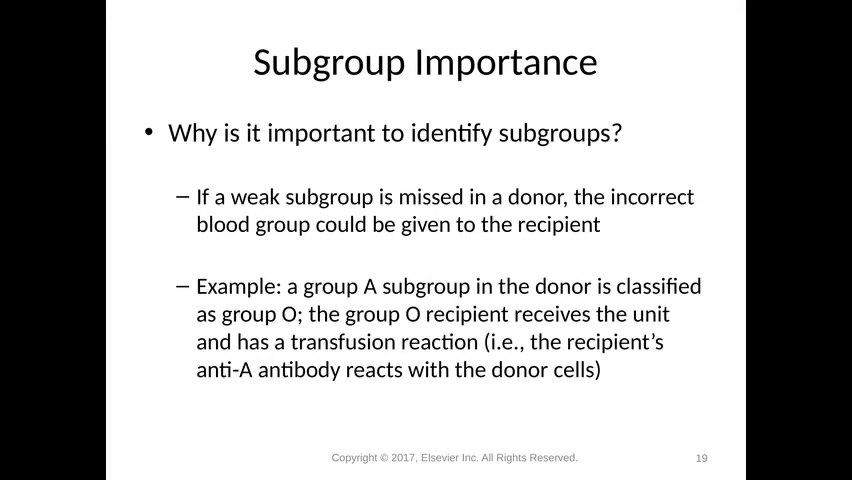 Subgroup Importance
• Why is it important to identify subgroups?
– If a weak subgroup is missed in a donor, the incorrect
blood group could be given to the recipient
– Example: a group A subgroup in the donor is classified
as group O; the group O recipient receives the unit
and has a transfusion reaction (i.e., the recipient’s
anti-A antibody reacts with the donor cells)
Copyright © 2017, Elsevier Inc. All Rights Reserved.
19